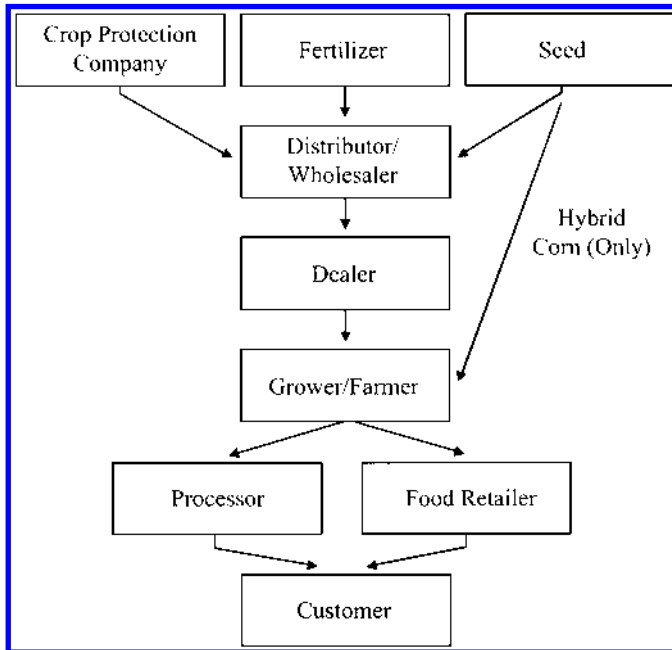 Crop Protection
Company
Fertilizer
Seed
Distributor/
Wholesaler
Hybrid
Corn (Only)
Dealer
Grower/Farmer
Processor
Food Retailer
Customer